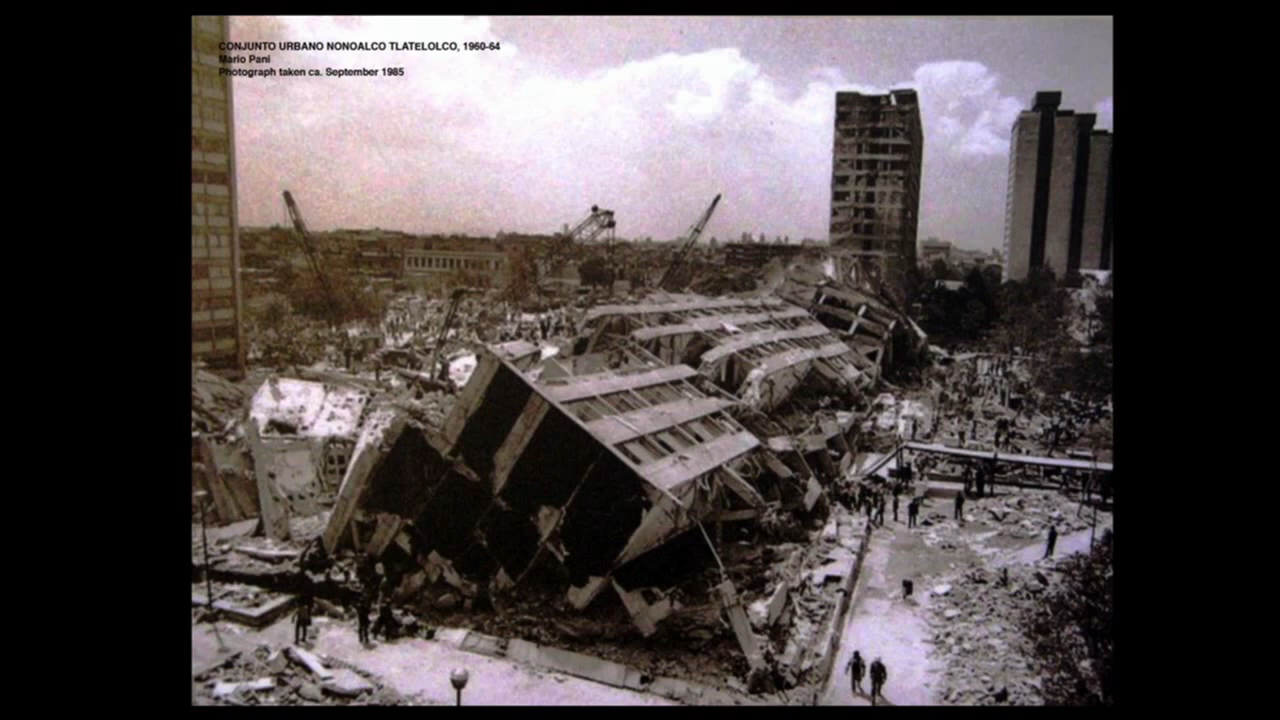 CONJUNTO URBANO NONOALCO TLATELOLCO, 1960-64
Mario Pani
Photograph taken ca. September 1985